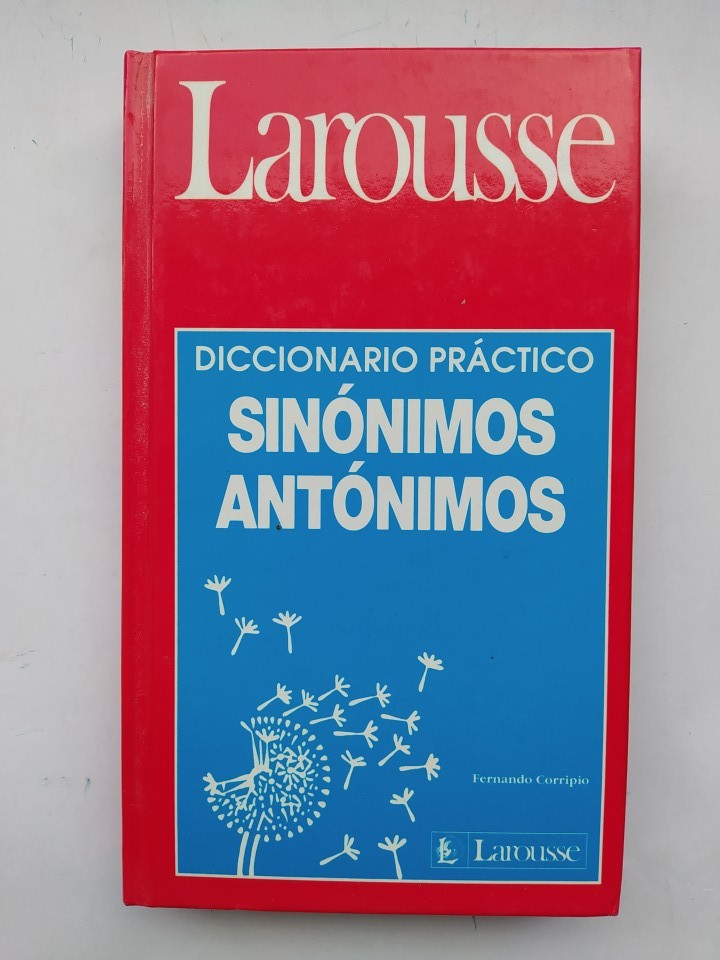 Larousse
DICCIONARIO PRÁCTICO
SINÓNIMOS
ANTÓNIMOS
Fernando Corripio
L Larousse